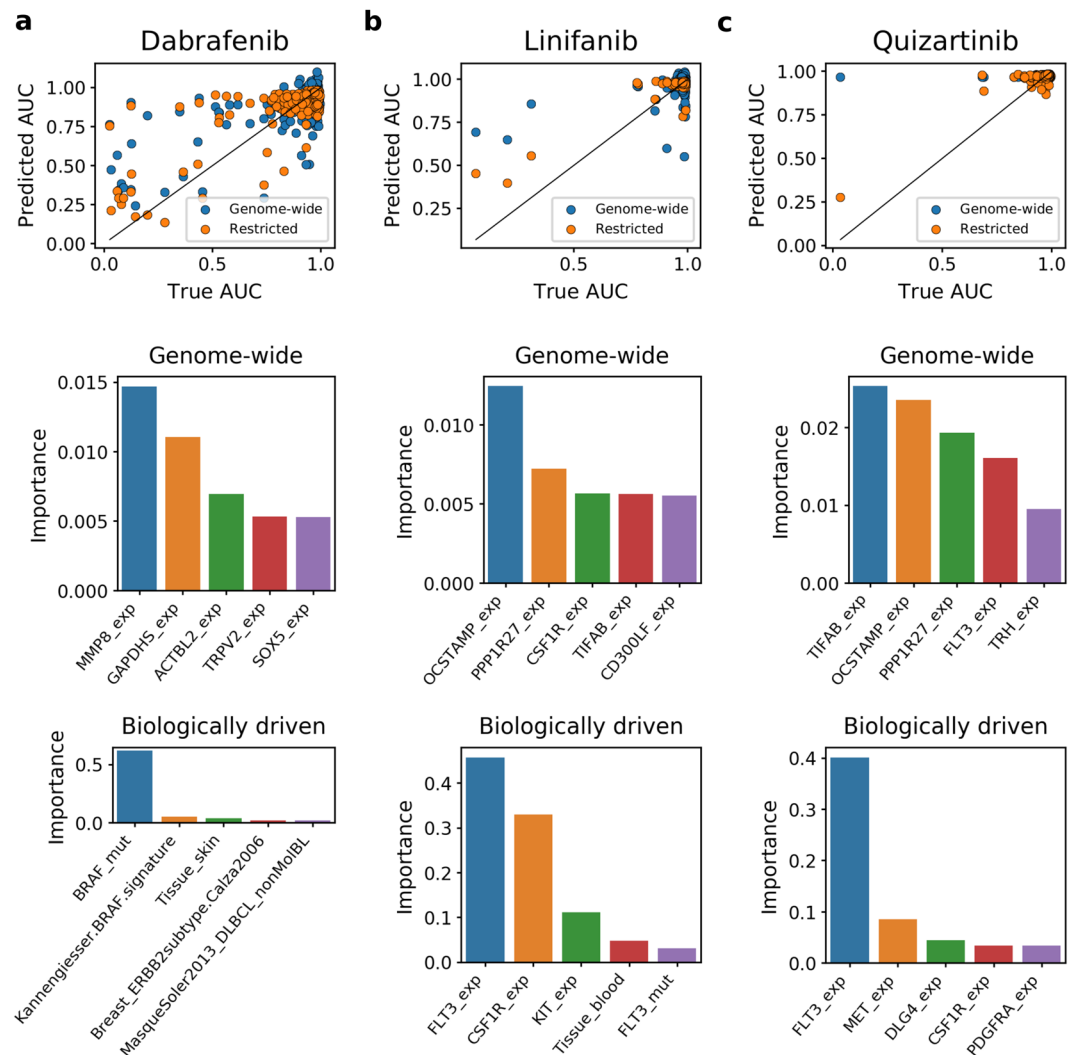 a
b
c
Dabrafenib
Linifanib
Quizartinib
Predicted AUC
1.00
0.75
0.50
0.25
0.00
0.0
0.5
1.0
True AUC
Genome-wide
Restricted
Predicted AUC
1.00
0.75
0.50
0.25
0.5
1.0
True AUC
Genome-wide
Restricted
Predicted AUC
1.00
0.75
0.50
0.25
0.00
0.0
0.5
1.0
True AUC
Genome-wide
Restricted
Genome-wide
Importance
0.015
0.010
0.005
0.000
MMP8_exp
GAPDHS_exp
ACTBL2_exp
TRPV2_exp
SOX5_exp
Genome-wide
Importance
0.010
0.005
0.000
OCSTAMP_exp
PPP1R27_exp
CSF1R_exp
TIFAB_exp
CD300LF_exp
Genome-wide
Importance
0.02
0.01
0.00
TIFAB_exp
OCSTAMP_exp
PPP1R27_exp
FLT3_exp
TRH_exp
Biologically driven
Importance
0.5
0.0
BRAF_mut
Kannengiesser.BRAF.signature
Tissue_skin
Breast_ERBB2subtype.Calza2006
MasqueSoler2013_DLBCL_nonMolBL
Biologically driven
Importance
0.4
0.3
0.2
0.1
0.0
FLT3_exp
CSF1R_exp
KIT_exp
Tissue_blood
FLT3_mut
Biologically driven
Importance
0.4
0.3
0.2
0.1
0.0
FLT3_exp
MET_exp
DLG4_exp
CSF1R_exp
PDGFRA_exp